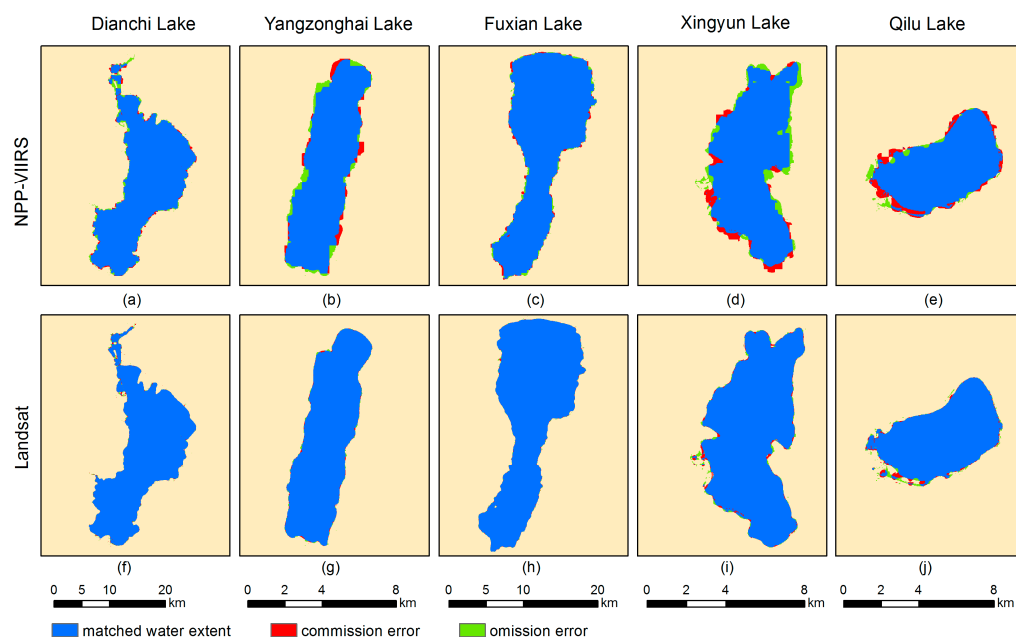 Dianchi Lake Yangzonghai Lake Fuxian Lake Xingyun Lake Qilu Lake
NPP-VIIRS
(a) (b) (c) (d) (e)
Landsat
(f) (g) (h) (i) (j)
0 5 10 20 km 0 2 4 8 km 0 5 10 20 km 0 2 4 8 km 0 2 4 8 km
matched water extent commission error omission error